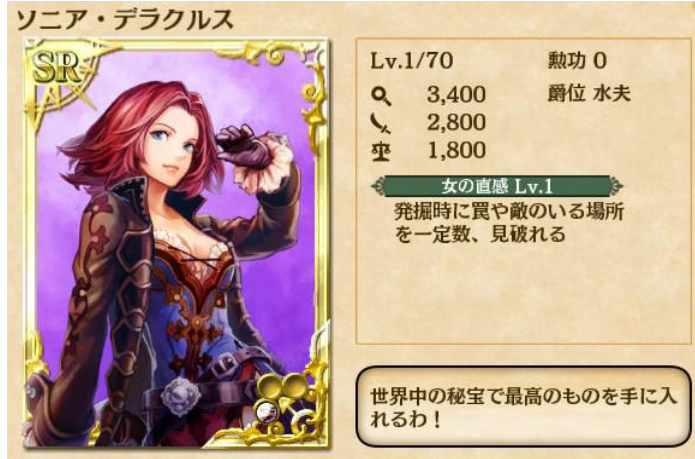 ソニア・デラクルス
SR
Lv.1/70 勲功 0
3,400 爵位 水夫
2,800
1,800
女の直感 Lv.1
発掘時に罠や敵のいる場所
を一定数、見破れる
世界中の秘宝で最高のものを手に入
れるわ！